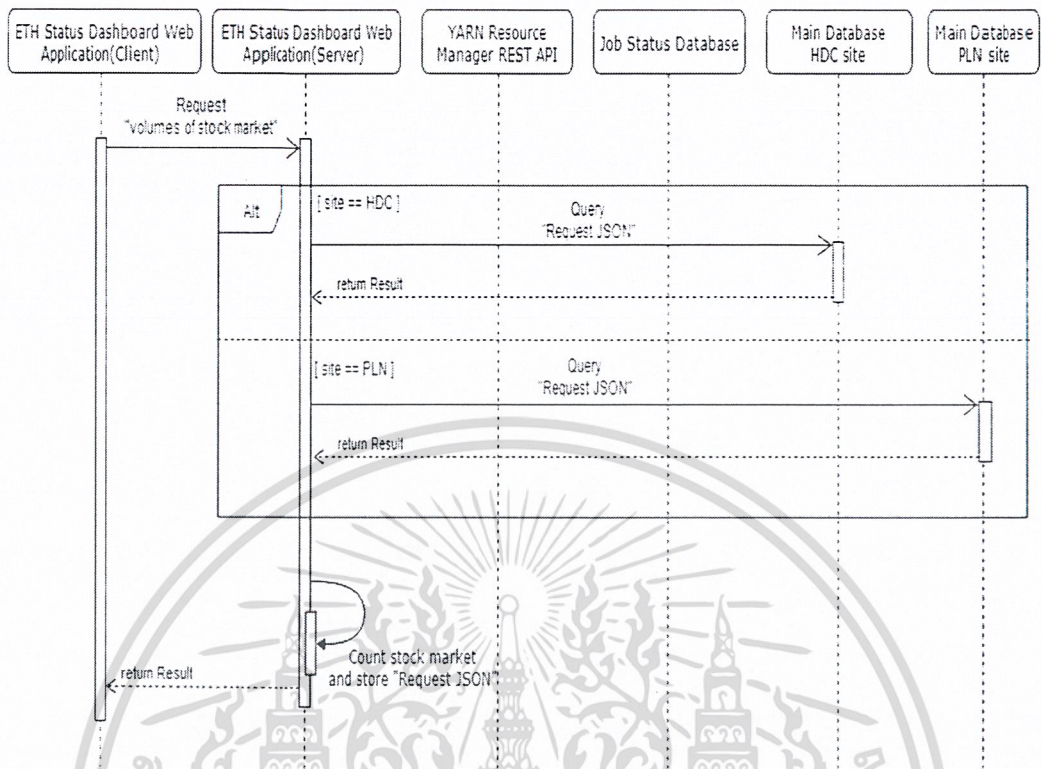 ETH Status Dashboard Web
Application(Client)
ETH Status Dashboard Web
Application(Server)
YARN Resource
Manager REST API
Job Status Database
Main Database
HDC site
Main Database
PLN site
Request
"volumes of stock market"
Alt
[ site == HDC ]
Query
"Request JSON"
return Result
[ site == PLN ]
Query
"Request JSON"
return Result
Count stock market
and store "Request JSON"
return Result